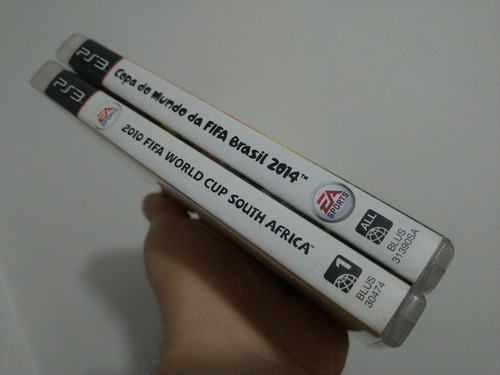 PS3
Copa do Mundo da FIFA Brasil 2014™
EA
SPORTS
ALL
BLUS
31390SA
PS3
EA
SPORTS
2010 FIFA WORLD CUP SOUTH AFRICA™
1
BLUS
30474